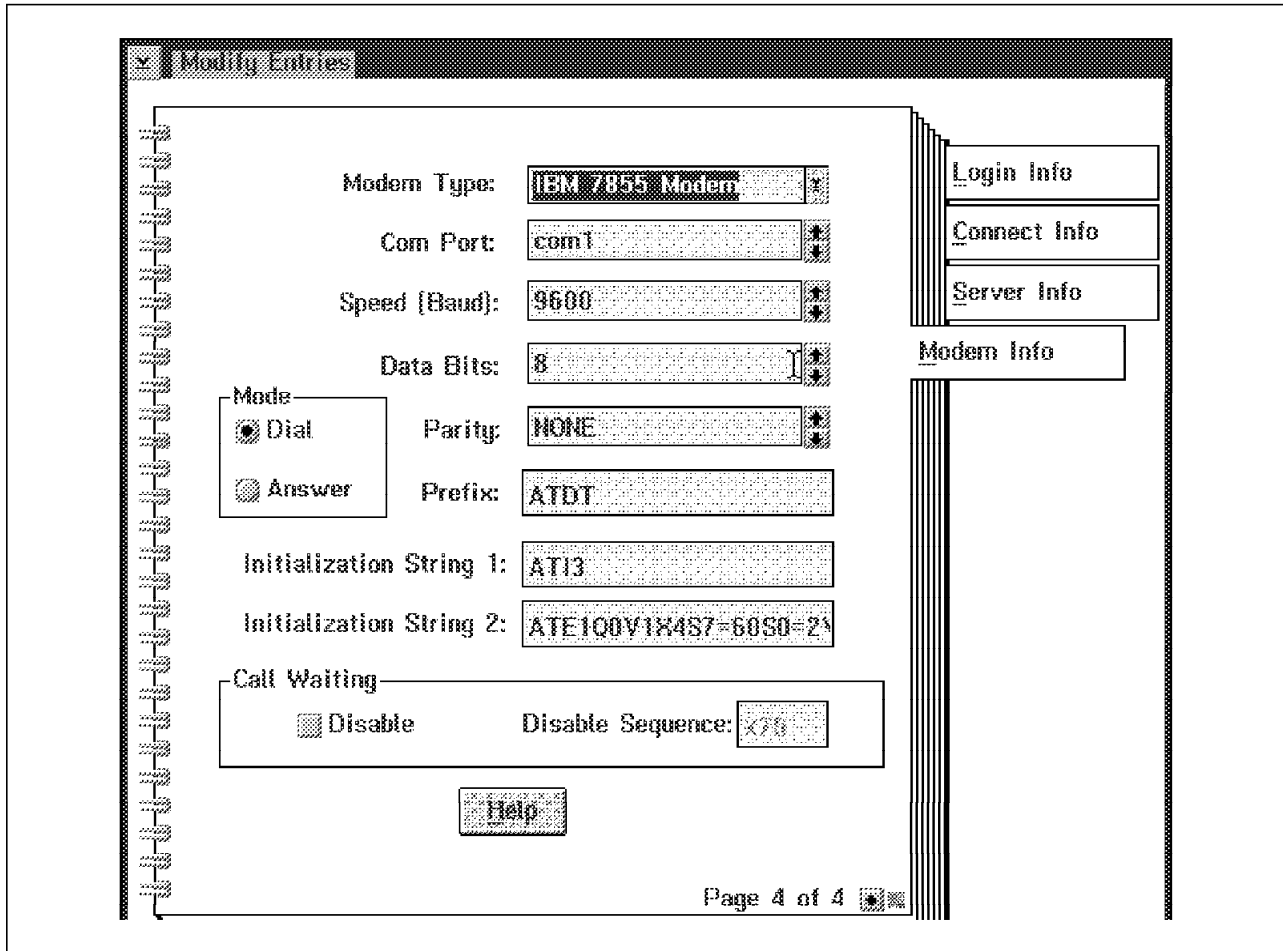 Modify Entries
Modem Type: IBM 7855 Modem
Login Info
Com Port: com1
Connect Info
Speed (Baud): 9600
Server Info
Data Bits: 8
Modem Info
Mode
Dial
Parity: NONE
Answer
Prefix: ATDT
Initialization String 1: ATI3
Initialization String 2: ATE1Q0V1X4S7=60S0=2
Call Waiting
Disable
Disable Sequence:
Help
Page 4 of 4